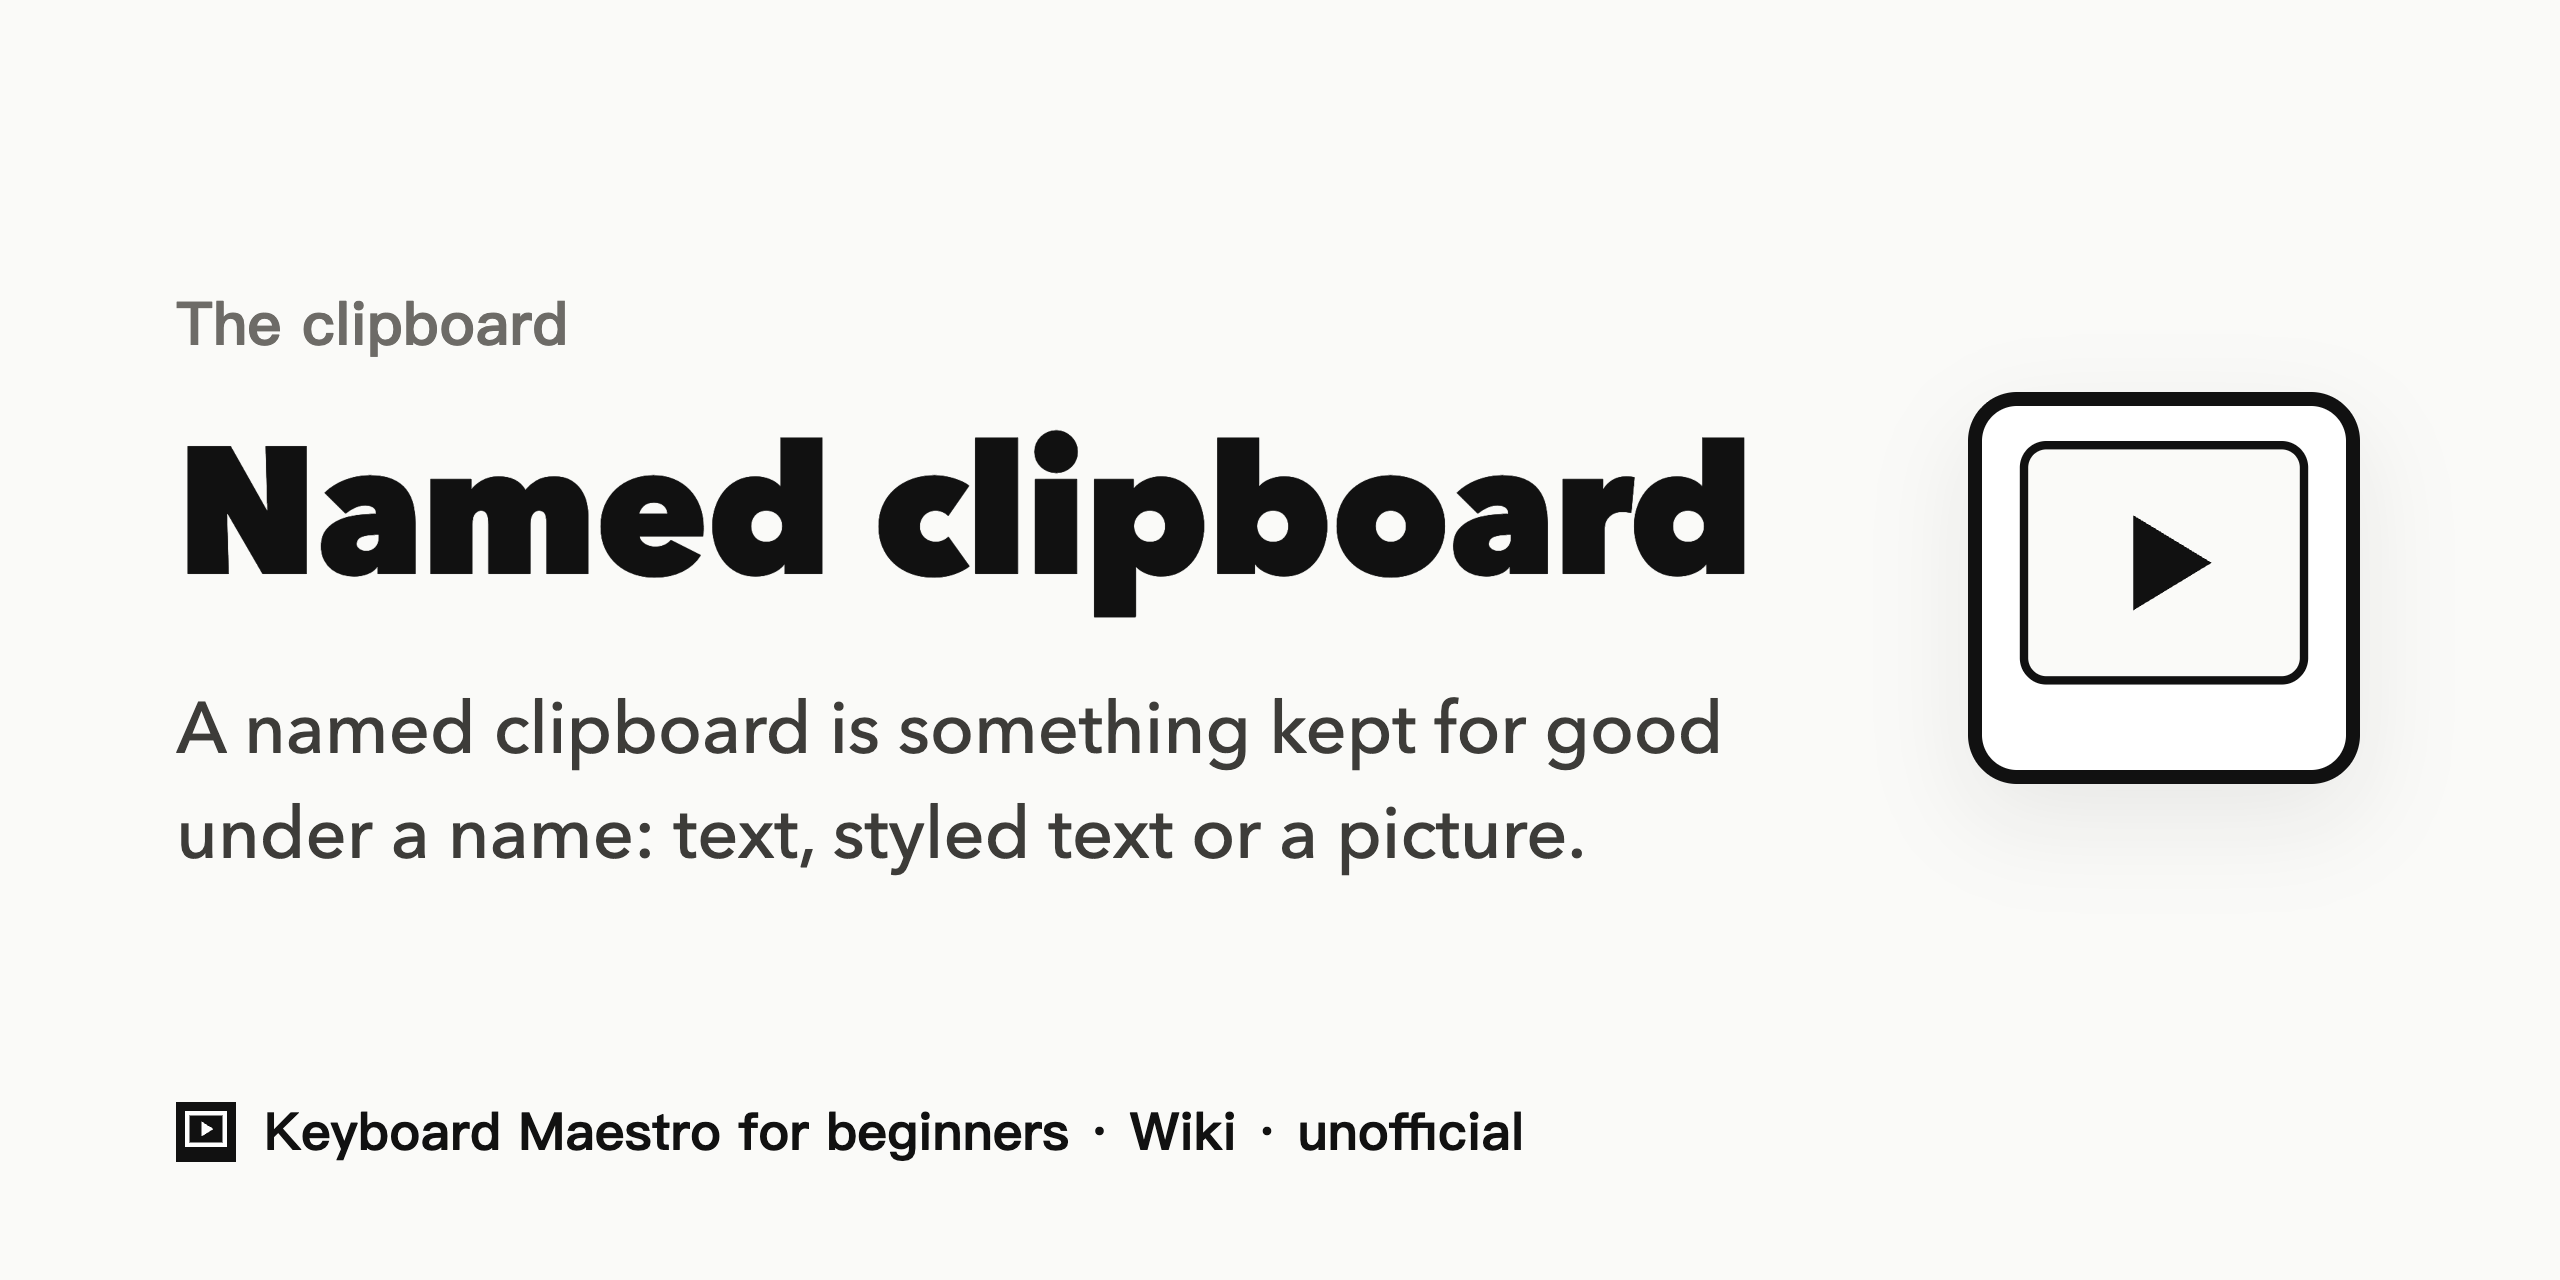 The clipboard
Named clipboard
A named clipboard is something kept for good
under a name: text, styled text or a picture.
Keyboard Maestro for beginners · Wiki · unofficial